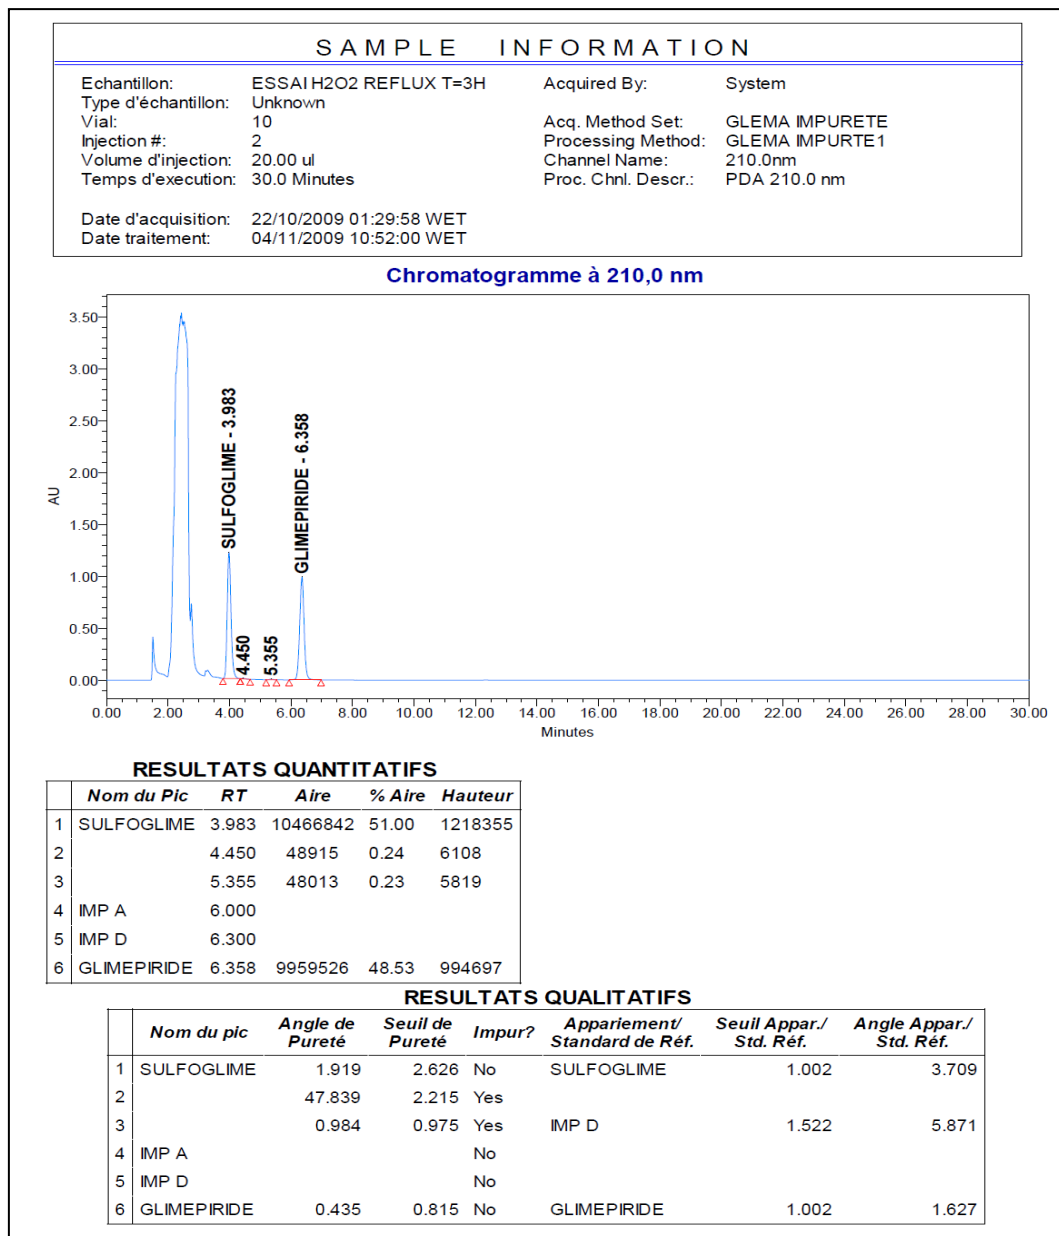 SAMPLE INFORMATION
Echantillon: ESSAI H2O2 REFLUX T=3H Acquired By: System
Type d'échantillon: Unknown
Vial: 10 Acq. Method Set: GLEMA IMPURETE
Injection #: 2 Processing Method: GLEMA IMPURTE1
Volume d'injection: 20.00 ul Channel Name: 210.0nm
Temps d'execution: 30.0 Minutes Proc. Chnl. Descr.: PDA 210.0 nm
Date d'acquisition: 22/10/2009 01:29:58 WET
Date traitement: 04/11/2009 10:52:00 WET
Chromatogramme à 210,0 nm
AU
3.50
3.00
2.50
2.00
1.50
1.00
0.50
0.00
SULFOGLIME - 3.983
4.450
5.355
GLIMEPIRIDE - 6.358
0.00 2.00 4.00 6.00 8.00 10.00 12.00 14.00 16.00 18.00 20.00 22.00 24.00 26.00 28.00 30.00
Minutes
RESULTATS QUANTITATIFS
Nom du Pic RT Aire % Aire Hauteur
1 SULFOGLIME 3.983 10466842 51.00 1218355
2 4.450 48915 0.24 6108
3 5.355 48013 0.23 5819
4 IMP A 6.000
5 IMP D 6.300
6 GLIMEPIRIDE 6.358 9959526 48.53 994697
RESULTATS QUALITATIFS
Nom du pic Angle de Pureté Seuil de Pureté Impur? Appariement/ Standard de Réf. Seuil Appar./ Std. Réf. Angle Appar./ Std. Réf.
1 SULFOGLIME 1.919 2.626 No SULFOGLIME 1.002 3.709
2 47.839 2.215 Yes
3 0.984 0.975 Yes IMP D 1.522 5.871
4 IMP A No
5 IMP D No
6 GLIMEPIRIDE 0.435 0.815 No GLIMEPIRIDE 1.002 1.627